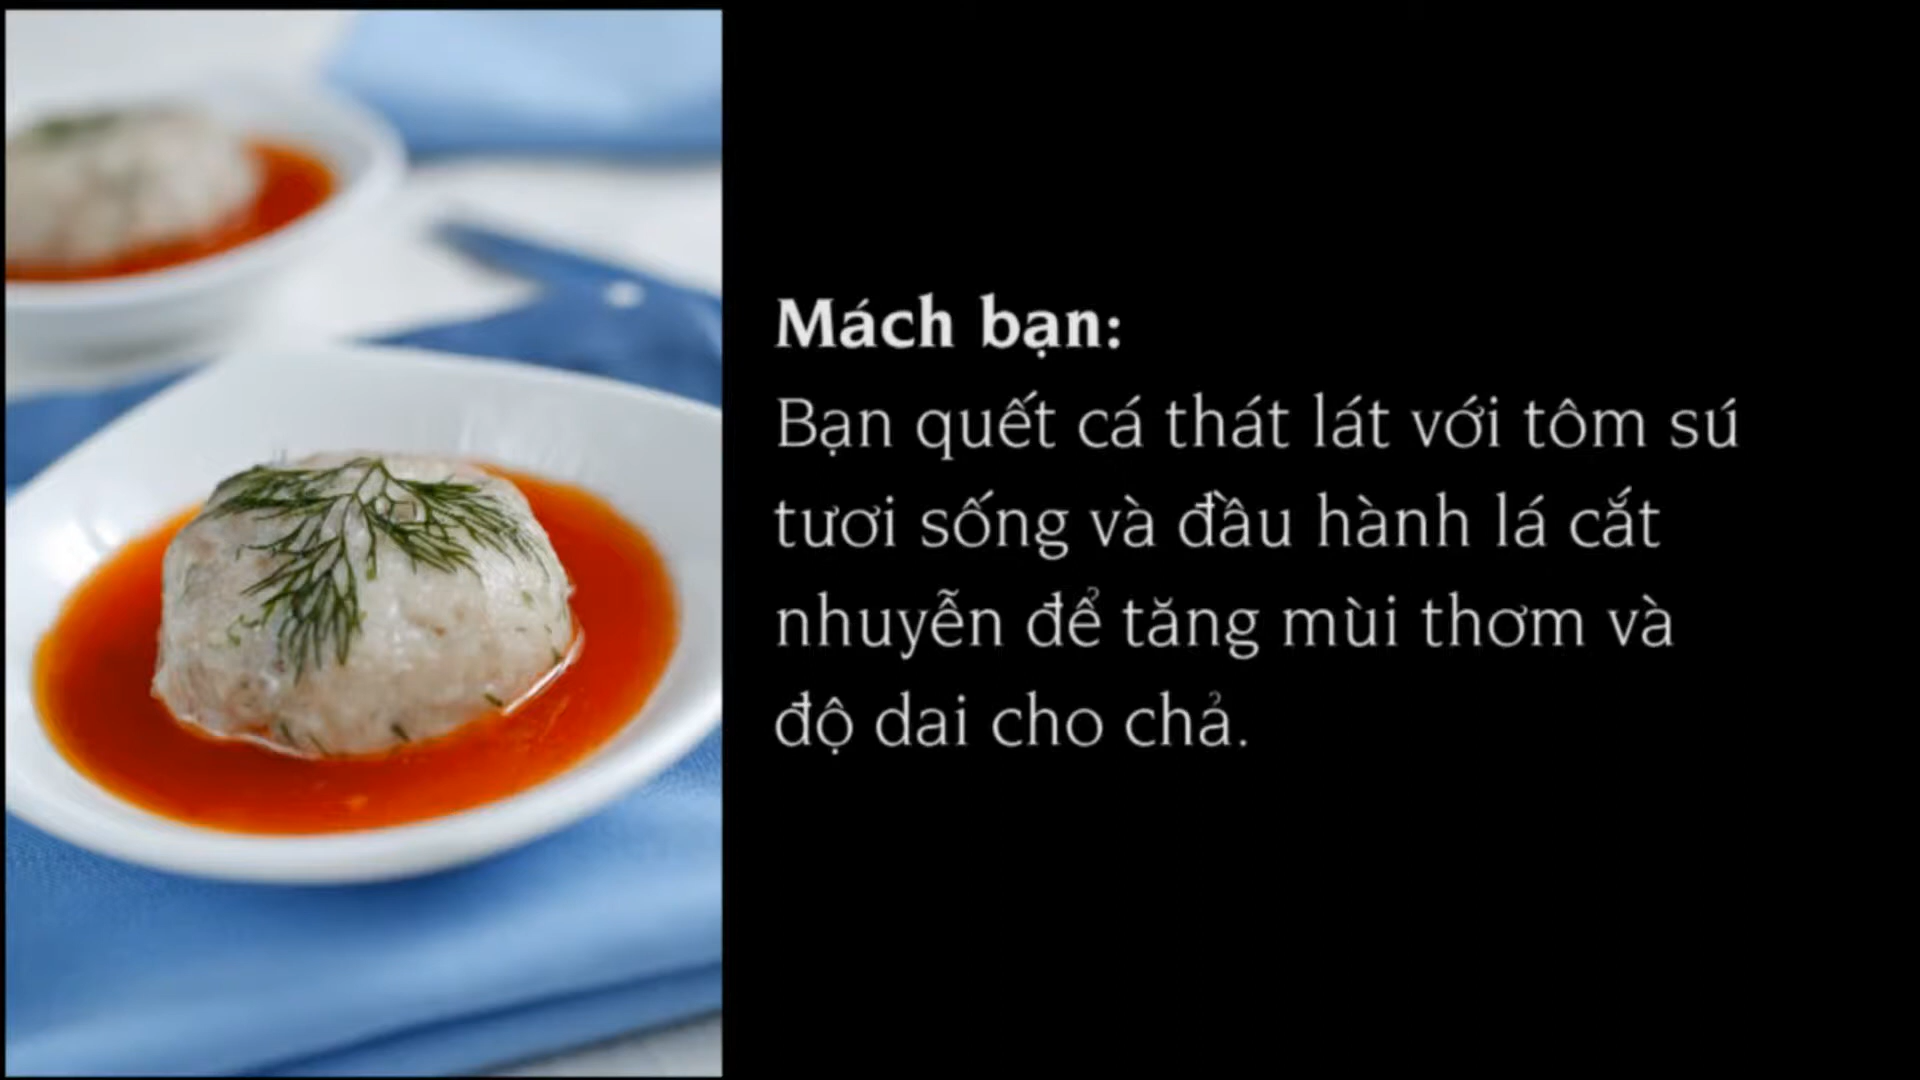 Mách bạn:
Bạn quết cá thát lát với tôm sú
tươi sống và đầu hành lá cắt
nhuyễn để tăng mùi thơm và
độ dai cho chả.